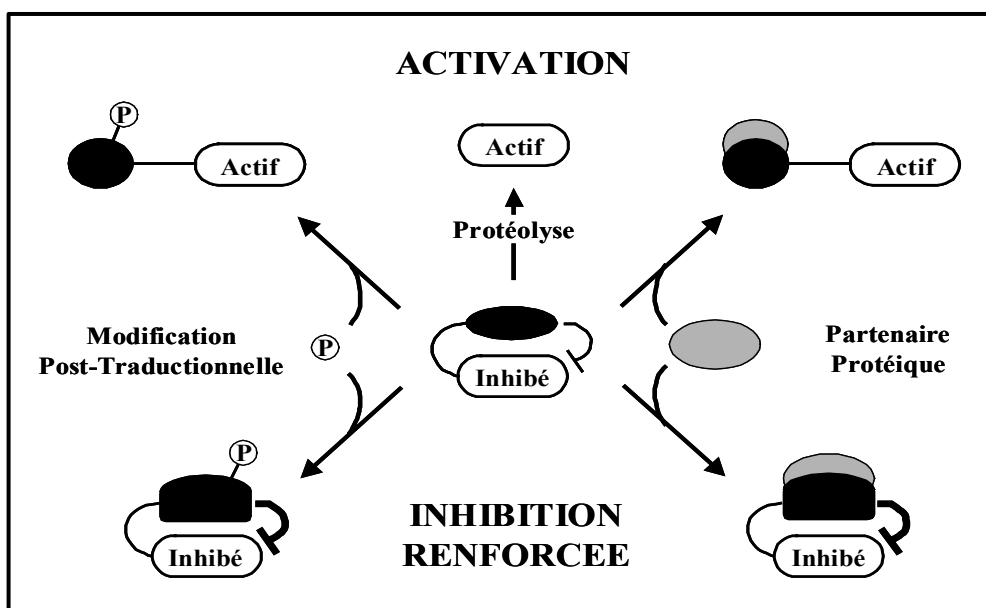 ACTIVATION
P
Actif
Actif
Actif
Protéolyse
Modification
Post-Traductionnelle
P
Inhibé
Partenaire
Protéique
P
Inhibé
INHIBITION
RENFORCEE
Inhibé